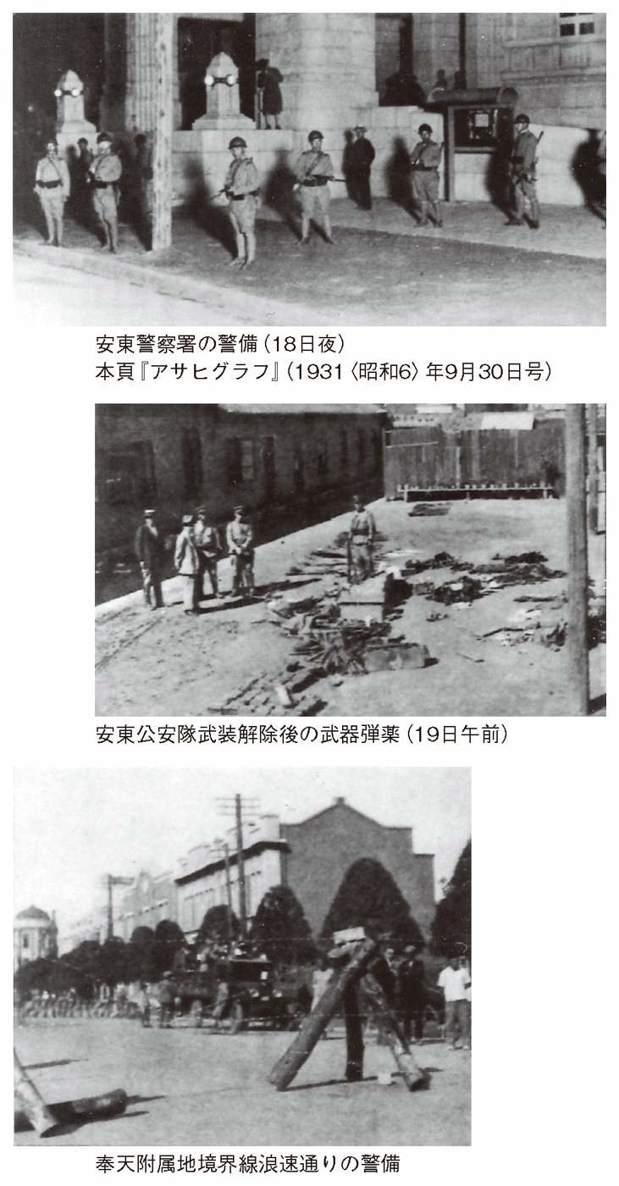 安東警察署の警備（18日夜）
本頁『アサヒグラフ』（1931〈昭和6〉年9月30日号）
安東公安隊武装解除後の武器弾薬（19日午前）
奉天附属地境界線浪速通りの警備